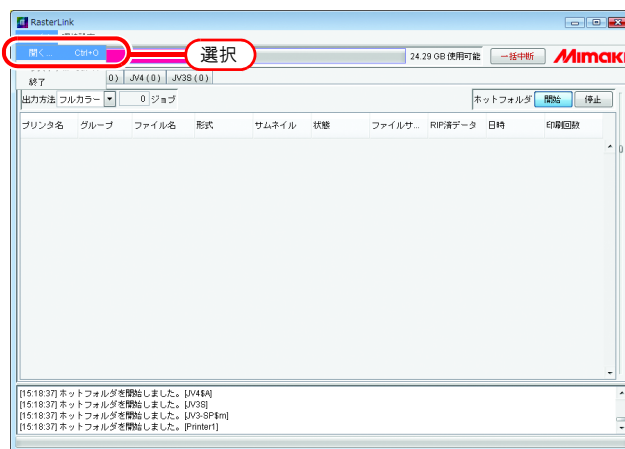 RasterLink
開く... Ctrl+O
選択
24.29 GB 使用可能 一括中断 Mimaki
終了
0) JV4 (0) JV3S (0)
出力方法 フルカラー 0 ジョブ ホットフォルダ 開始 停止
プリンタ名 グループ ファイル名 形式 サムネイル 状態 ファイルサ... RIP済データ 日時 印刷回数
[15:18:37] ホットフォルダを開始しました。[JV4$A]
[15:18:37] ホットフォルダを開始しました。[JV3S]
[15:18:37] ホットフォルダを開始しました。[JV3-SP$m]
[15:18:37] ホットフォルダを開始しました。[Printer1]